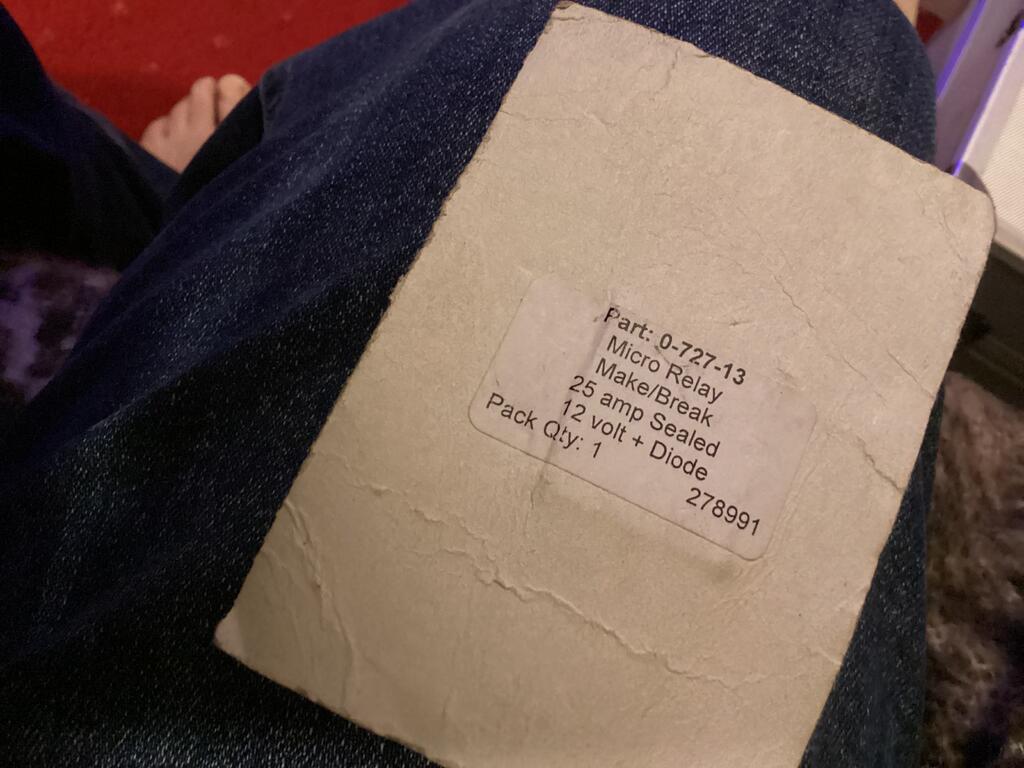 Part: 0-727-13
Micro Relay
Make/Break
25 amp Sealed
12 volt + Diode
Pack Qty: 1
278991